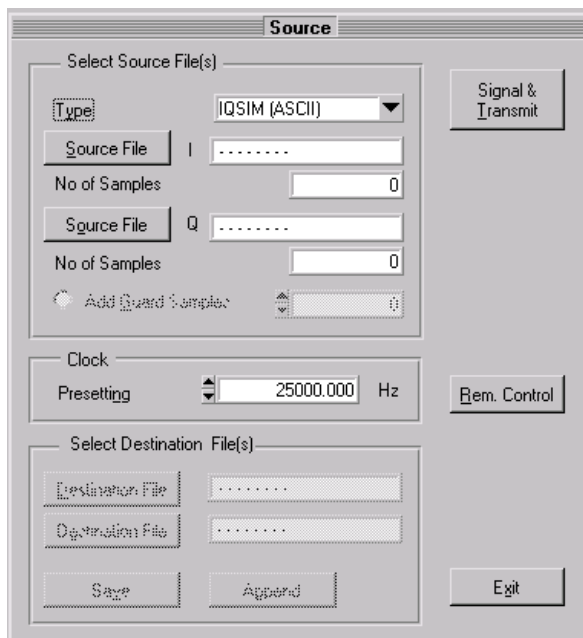 Source
Select Source File(s)
Type IQSIM (ASCII)
Signal & Transmit
Source File I ........
No of Samples 0
Source File Q ........
No of Samples 0
Add Guard Samples 0
Clock
Presetting 25000.000 Hz
Rem. Control
Select Destination File(s)
Destination File ........
Destination File ........
Save Append
Exit